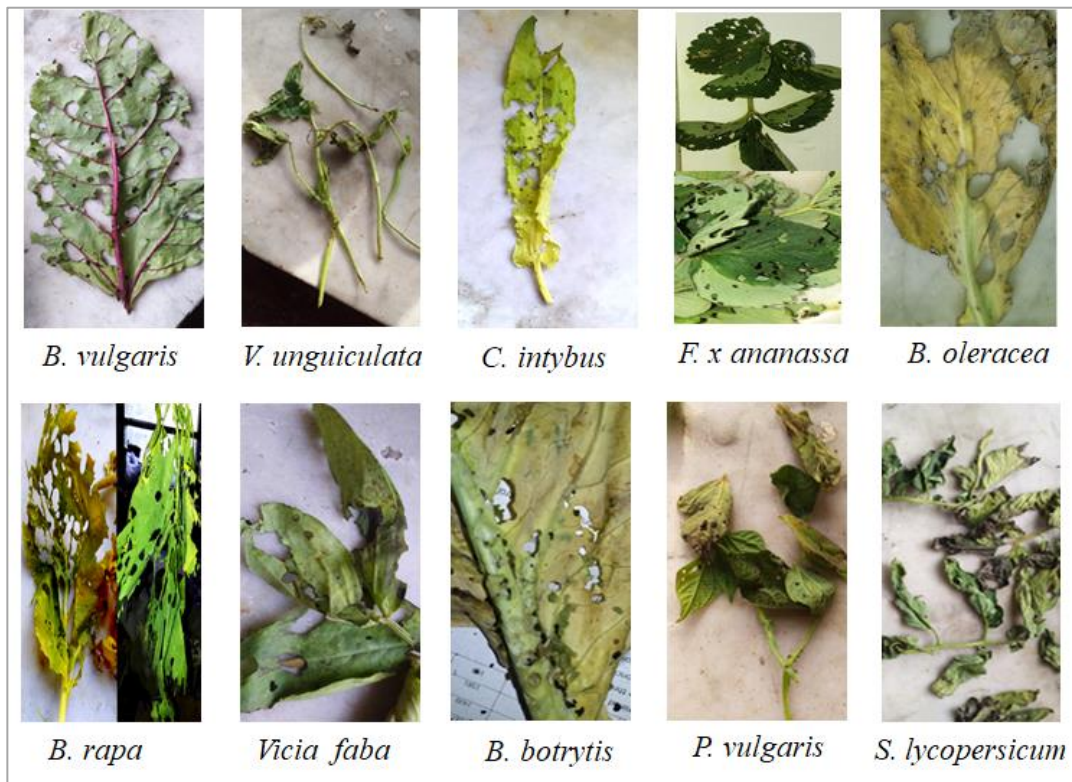 B. vulgaris
V. unguiculata
C. intybus
F. x ananassa
B. oleracea
B. rapa
Vicia faba
B. botrytis
P. vulgaris
S. lycopersicum